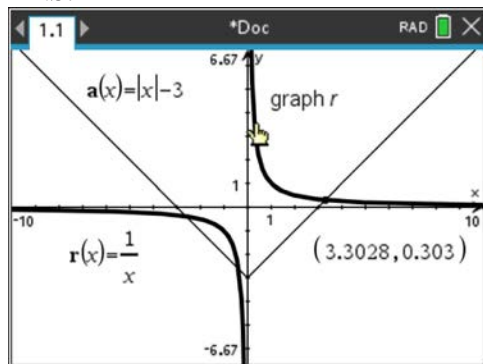 1.1 *Doc RAD
6.67 y
a(x)=|x|-3
graph r
1
x
-10 1 10
r(x)=1/x
(3.3028,0.303)
-6.67